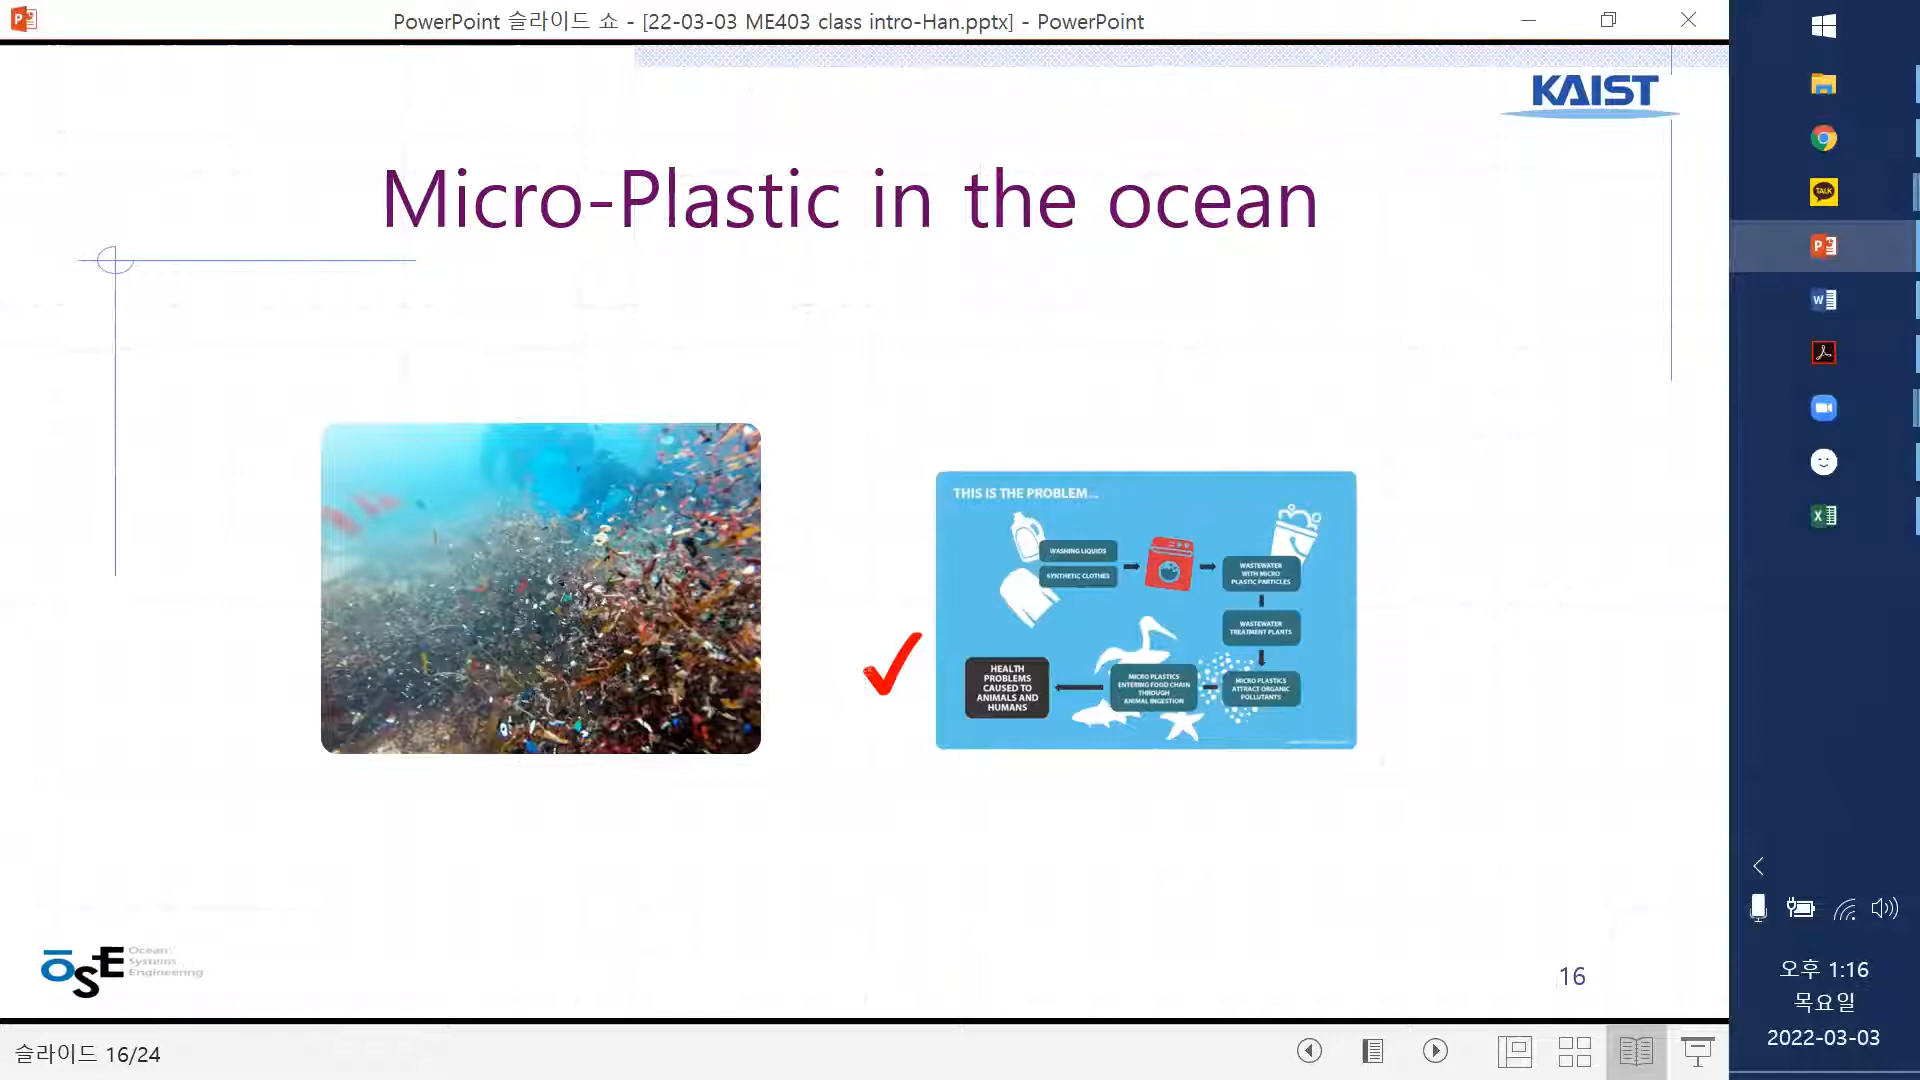 PowerPoint 슬라이드 쇼 - [22-03-03 ME403 class intro-Han.pptx] - PowerPoint
KAIST
Micro-Plastic in the ocean
THIS IS THE PROBLEM...
WASHING LIQUIDS
SYNTHETIC CLOTHES
WASTEWATER
WITH MICRO
PLASTIC PARTICLES
WASTEWATER
TREATMENT PLANTS
MICRO PLASTICS
ATTRACT ORGANIC
POLLUTANTS
MICRO PLASTICS
ENTERING FOOD CHAIN
THROUGH
ANIMAL INGESTION
HEALTH
PROBLEMS
CAUSED TO
ANIMALS AND
HUMANS
OSE
Ocean
Systems
Engineering
16
슬라이드 16/24
TALK
오후 1:16
목요일
2022-03-03